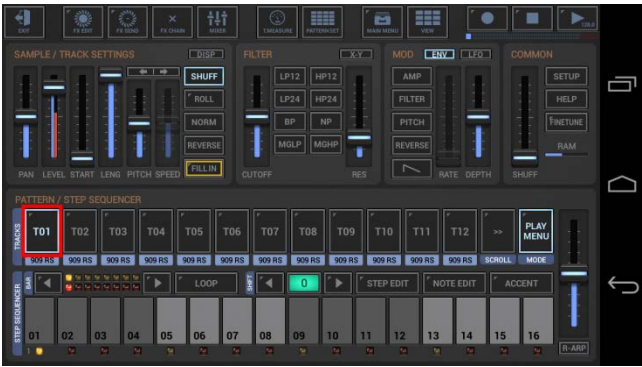 EXIT FX EDIT FX SEND FX CHAIN MIXER T.MEASURE PATTERN SET MAIN MENU VIEW 120.0
SAMPLE / TRACK SETTINGS DISP FILTER X-Y MOD ENV LFO COMMON
SHUFF LP12 HP12 AMP SETUP
ROLL LP24 HP24 FILTER HELP
NORM BP NP PITCH FINETUNE
REVERSE MGLP MGHP REVERSE RAM
FILL IN
PAN LEVEL START LENG PITCH SPEED CUTOFF RES RATE DEPTH SHUFF
PATTERN / STEP SEQUENCER
TRACKS T01 T02 T03 T04 T05 T06 T07 T08 T09 T10 T11 T12 >> PLAY MENU
909 RS 909 RS 909 RS 909 RS 909 RS 909 RS 909 RS 909 RS 909 RS 909 RS 909 RS 909 RS SCROLL MODE
BAR LOOP SHIFT 0 STEP EDIT NOTE EDIT ACCENT
STEP SEQUENCER 01 02 03 04 05 06 07 08 09 10 11 12 13 14 15 16
1 R-ARP